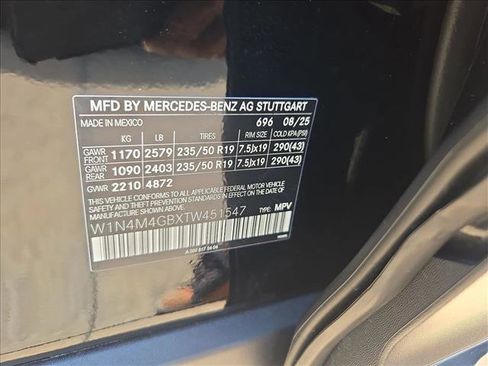 MFD BY MERCEDES-BENZ AG STUTTGART
MADE IN MEXICO 696 08/25
KG LB TIRES RIM SIZE COLD KPA(PSI)
GAWR FRONT 1170 2579 235/50 R19 7.5Jx19 290(43)
GAWR REAR 1090 2403 235/50 R19 7.5Jx19 290(43)
GWR 2210 4872
THIS VEHICLE CONFORMS TO ALL APPLICABLE FEDERAL MOTOR VEHICLE
SAFETY AND THEFT PREVENTION STANDARDS IN EFFECT ON THE DATE
OF MANUFACTURE SHOWN ABOVE.
W1N4M4GBXTW451547 TYPE: MPV